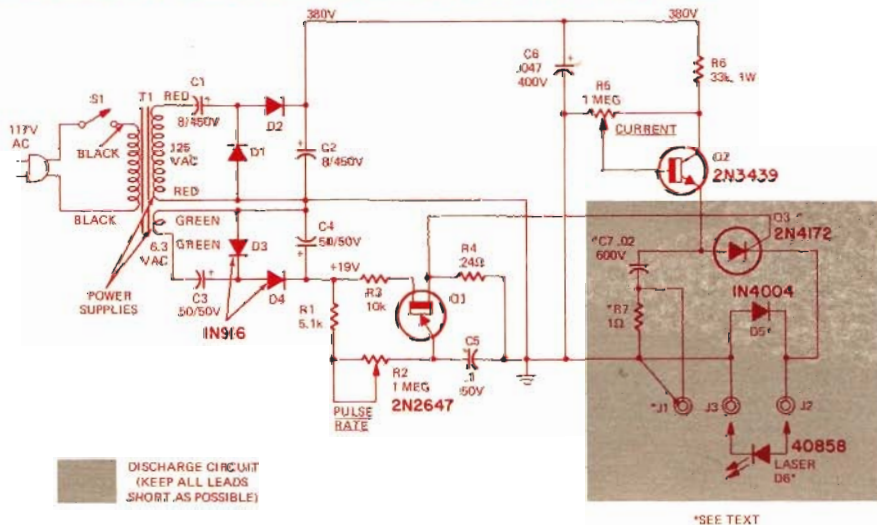 380V
380V
C1
RED
8/450V
S1
T1
117V
AC
BLACK
125
VAC
D1
D2
C2
8/450V
RED
BLACK
GREEN
GREEN
6.3
VAC
D3
C4
50/50V
POWER
SUPPLIES
C3
50/50V
D4
1N916
+19V
R1
5.1k
R3
10k
R4
24Ω
Q1
R2
1 MEG
C5
.1
50V
PULSE
RATE
2N2647
C6
.047
400V
R5
1 MEG
CURRENT
R6
33k, 1W
Q2
2N3439
*C7 .02
600V
Q3
2N4172
*R7
1Ω
1N4004
D5*
*J1
J3
J2
40858
LASER
D6*
DISCHARGE CIRCUIT
(KEEP ALL LEADS
SHORT AS POSSIBLE)
*SEE TEXT